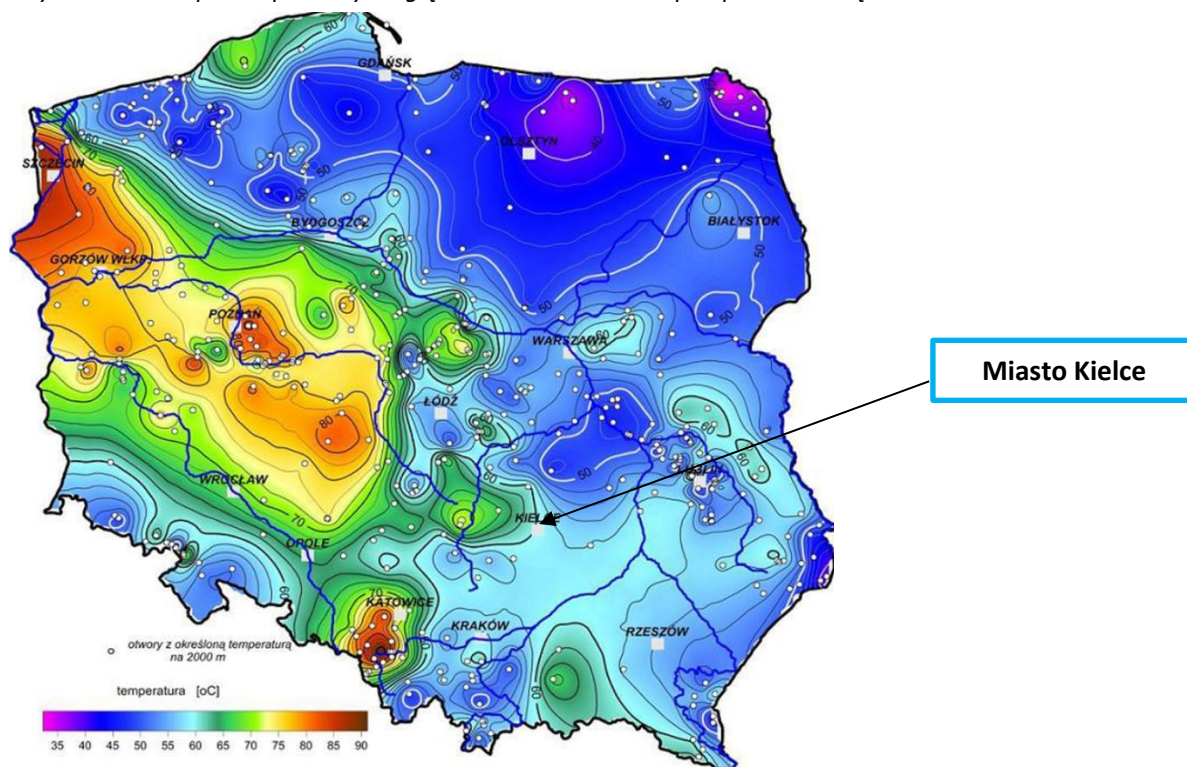 GDAŃSK
OLSZTYN
SZCZECIN
BYDGOSZCZ
BIAŁYSTOK
GORZÓW WLKP.
POZNAŃ
WARSZAWA
Miasto Kielce
ŁÓDŹ
WROCŁAW
LUBLIN
KIELCE
OPOLE
KATOWICE
KRAKÓW
RZESZÓW
otwory z określoną temperaturą
na 2000 m
temperatura [oC]
35 40 45 50 55 60 65 70 75 80 85 90